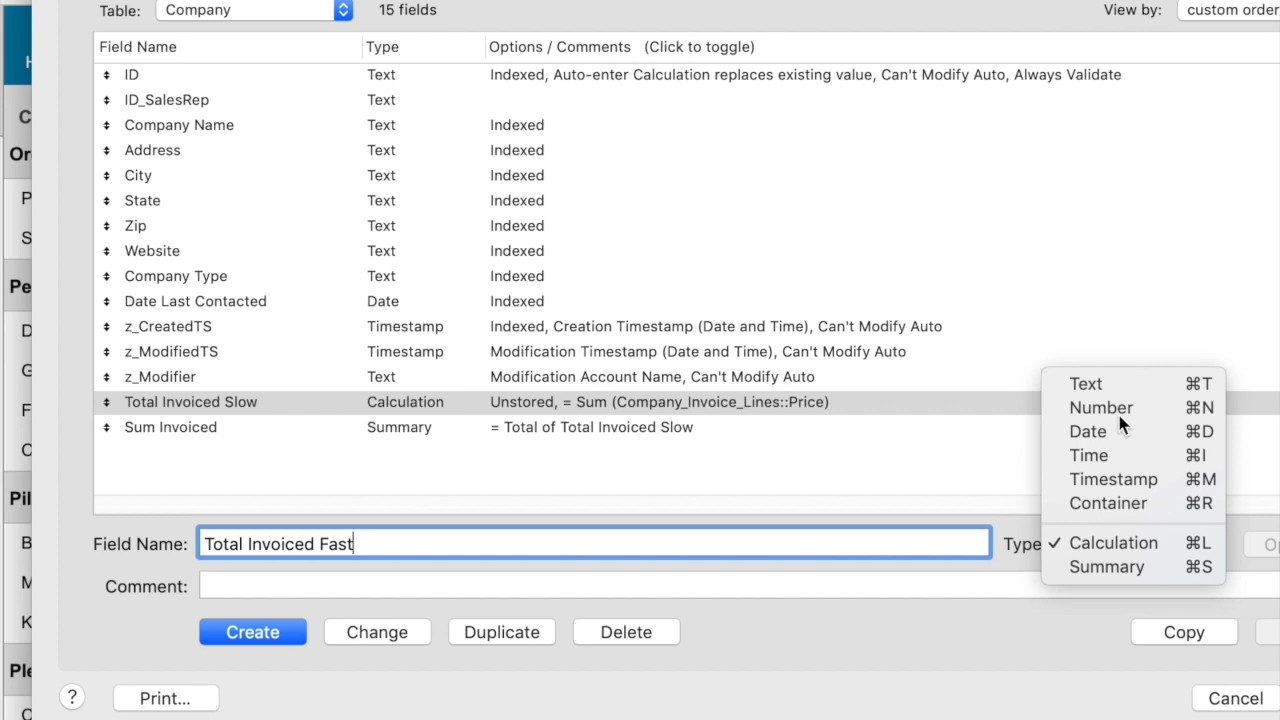 Table: Company 15 fields View by: custom order
Field Name Type Options / Comments (Click to toggle)
ID Text Indexed, Auto-enter Calculation replaces existing value, Can't Modify Auto, Always Validate
ID_SalesRep Text
Company Name Text Indexed
Address Text Indexed
City Text Indexed
State Text Indexed
Zip Text Indexed
Website Text Indexed
Company Type Text Indexed
Date Last Contacted Date Indexed
z_CreatedTS Timestamp Indexed, Creation Timestamp (Date and Time), Can't Modify Auto
z_ModifiedTS Timestamp Modification Timestamp (Date and Time), Can't Modify Auto
z_Modifier Text Modification Account Name, Can't Modify Auto
Total Invoiced Slow Calculation Unstored, = Sum (Company_Invoice_Lines::Price)
Sum Invoiced Summary = Total of Total Invoiced Slow
Text ⌘T
Number ⌘N
Date ⌘D
Time ⌘I
Timestamp ⌘M
Container ⌘R
✓ Calculation ⌘L
Summary ⌘S
Field Name: Total Invoiced Fast Type
Comment:
Create Change Duplicate Delete Copy
? Print... Cancel